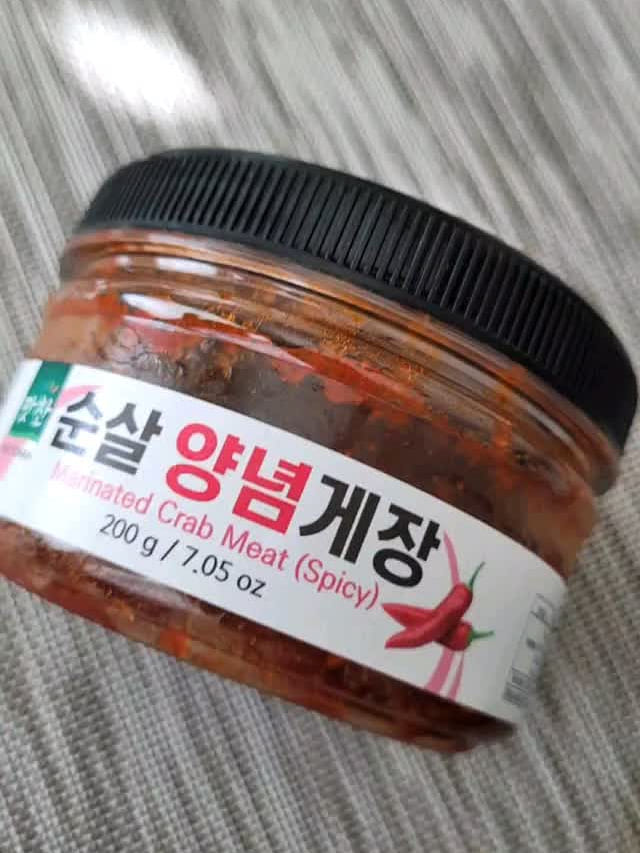 순살 양념게장
Marinated Crab Meat (Spicy)
200 g / 7.05 oz